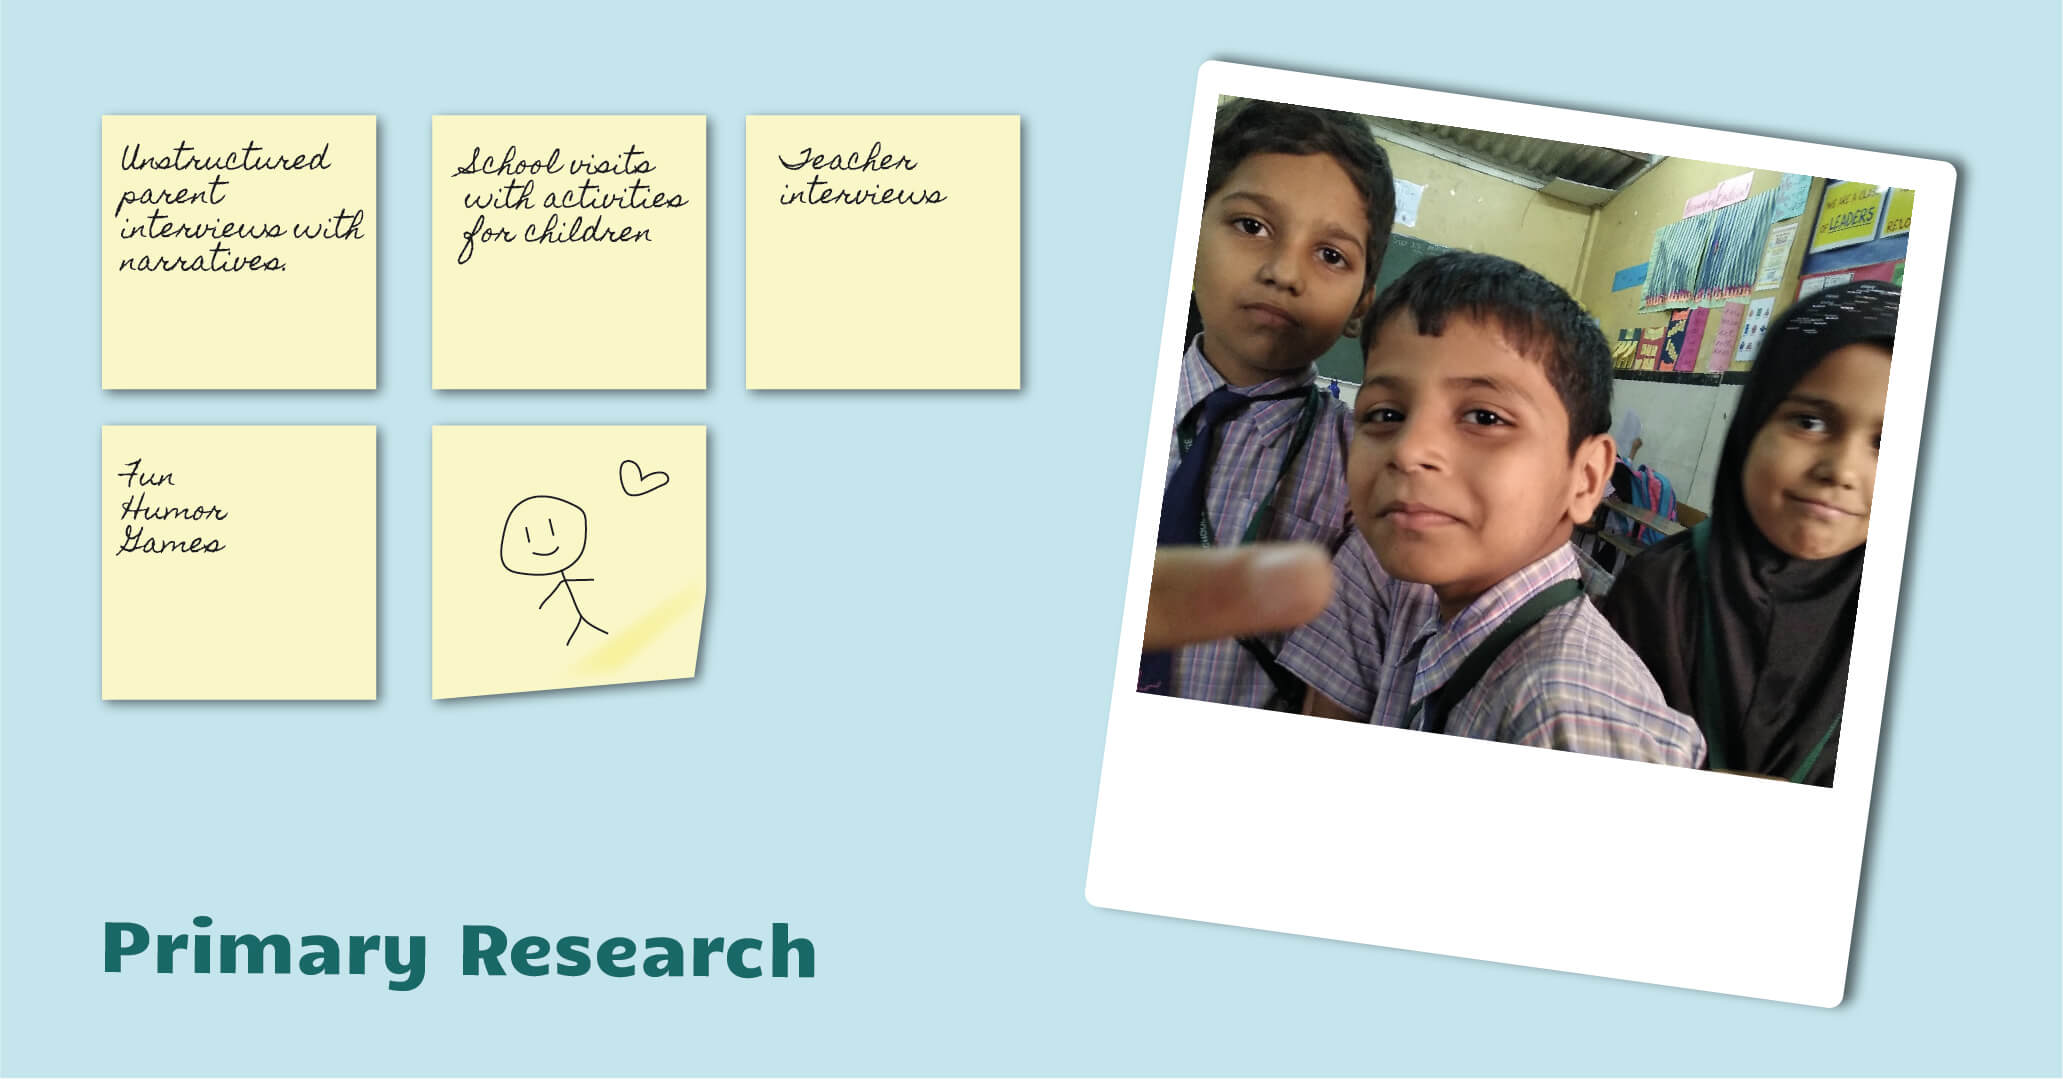 Unstructured
parent
interviews with
narratives.
School visits
with activities
for children
Teacher
interviews
Fun
Humor
Games
WE ARE A
OF LEADERS
Primary Research